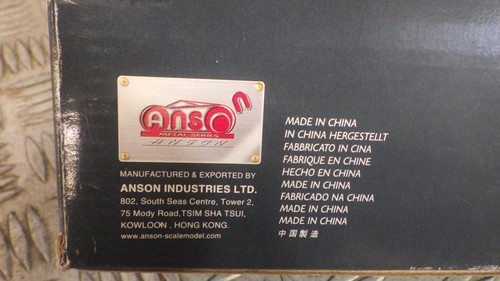 anson
METAL SERIES
ANSON
MANUFACTURED & EXPORTED BY
ANSON INDUSTRIES LTD.
802, South Seas Centre, Tower 2,
75 Mody Road,TSIM SHA TSUI,
KOWLOON , HONG KONG.
www.anson-scalemodel.com
MADE IN CHINA
IN CHINA HERGESTELLT
FABBRICATO IN CINA
FABRIQUE EN CHINE
HECHO EN CHINA
MADE IN CHINA
FABRICADO NA CHINA
MADE IN CHINA
MADE IN CHINA
中国製造